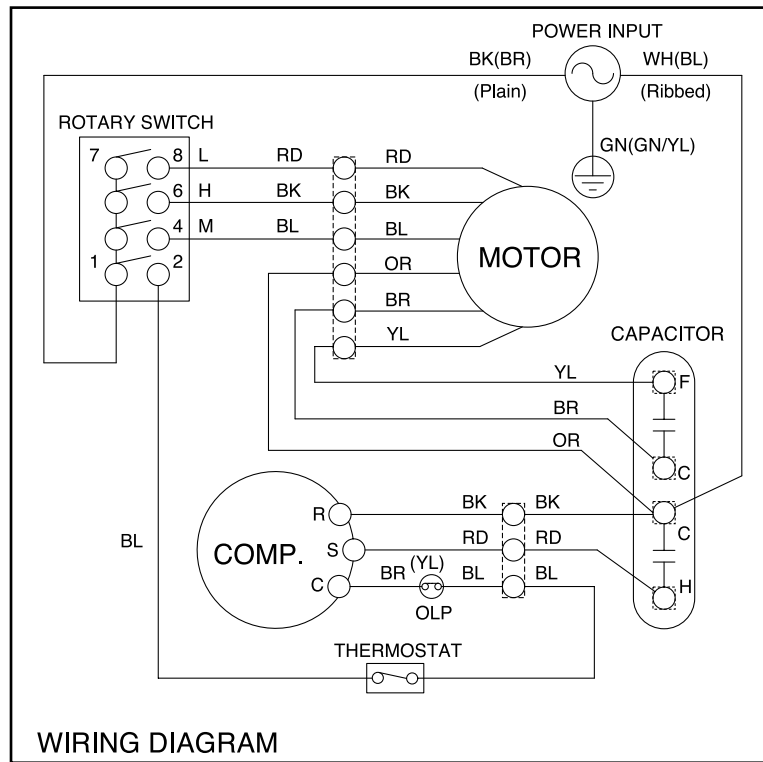 POWER INPUT
BK(BR) WH(BL)
(Plain) (Ribbed)
GN(GN/YL)
ROTARY SWITCH
7 8 L RD RD
6 H BK BK
4 M BL BL
1 2
MOTOR
OR
BR
YL
CAPACITOR
YL F
BR
C
OR
C
H
BL
COMP.
R BK BK
S RD RD
C BR (YL) BL BL
OLP
THERMOSTAT
WIRING DIAGRAM